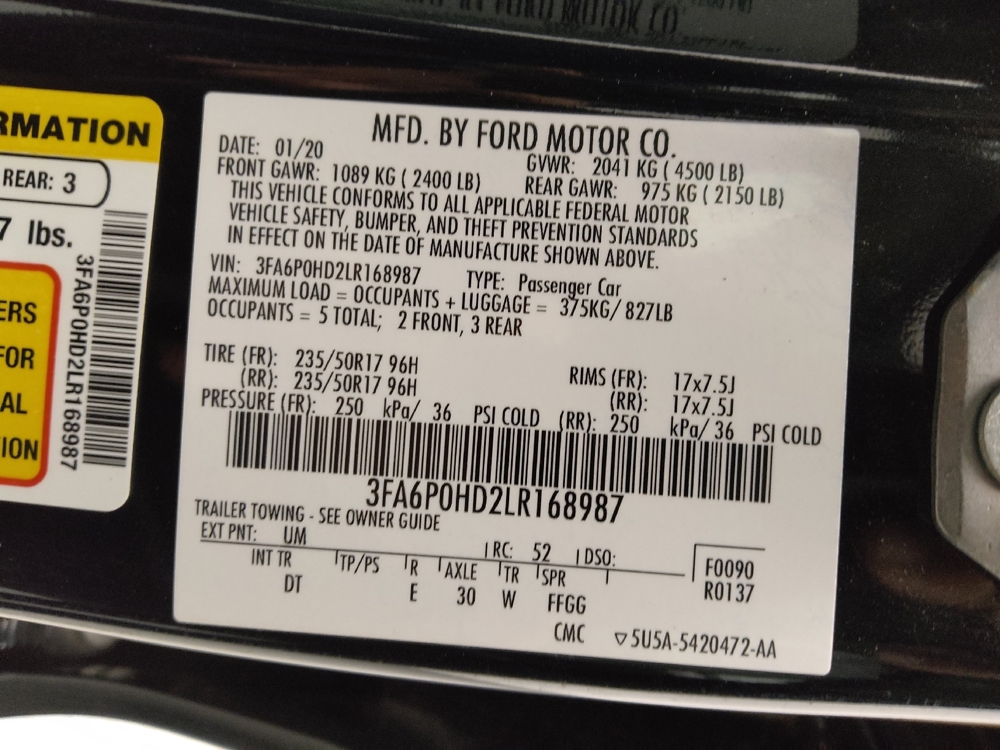 RMATION
REAR: 3
7 lbs.
ERS
FOR
AL
ION
3FA6P0HD2LR168987
MFD. BY FORD MOTOR CO.
DATE: 01/20 GVWR: 2041 KG ( 4500 LB)
FRONT GAWR: 1089 KG ( 2400 LB) REAR GAWR: 975 KG ( 2150 LB)
THIS VEHICLE CONFORMS TO ALL APPLICABLE FEDERAL MOTOR
VEHICLE SAFETY, BUMPER, AND THEFT PREVENTION STANDARDS
IN EFFECT ON THE DATE OF MANUFACTURE SHOWN ABOVE.
VIN: 3FA6P0HD2LR168987 TYPE: Passenger Car
MAXIMUM LOAD = OCCUPANTS + LUGGAGE = 375KG/ 827LB
OCCUPANTS = 5 TOTAL; 2 FRONT, 3 REAR
TIRE (FR): 235/50R17 96H RIMS (FR): 17x7.5J
(RR): 235/50R17 96H (RR): 17x7.5J
PRESSURE (FR): 250 kPa/ 36 PSI COLD (RR): 250 kPa/ 36 PSI COLD
3FA6P0HD2LR168987
TRAILER TOWING - SEE OWNER GUIDE
EXT PNT: UM RC: 52 DSO:
INT TR TP/PS R AXLE TR SPR F0090
DT E 30 W FFGG R0137
CMC ▽5U5A-5420472-AA